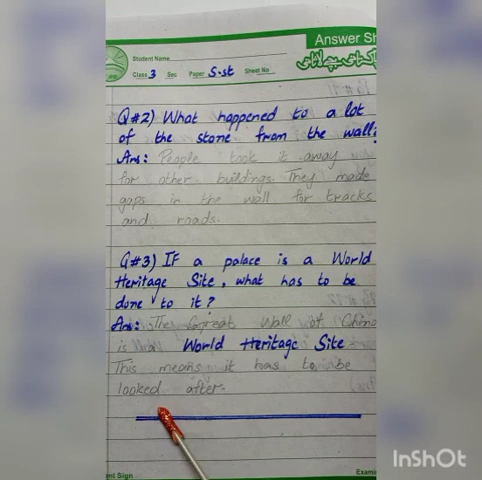 Answer Sh
Student Name
Class 3 Sec Paper S.st Sheet No
Q#2) What happened to a lot
of the stone from the wall?
Ans: People took it away
for other buildings. They made
gaps in the wall for tracks
and roads.
Q#3) IF a palace is a World
Heritage Site, what has to be
done to it?
Ans: The Great Wall of China
is a World Heritage Site
This means it has to be
looked after.
nt Sign
Exami
InShOt